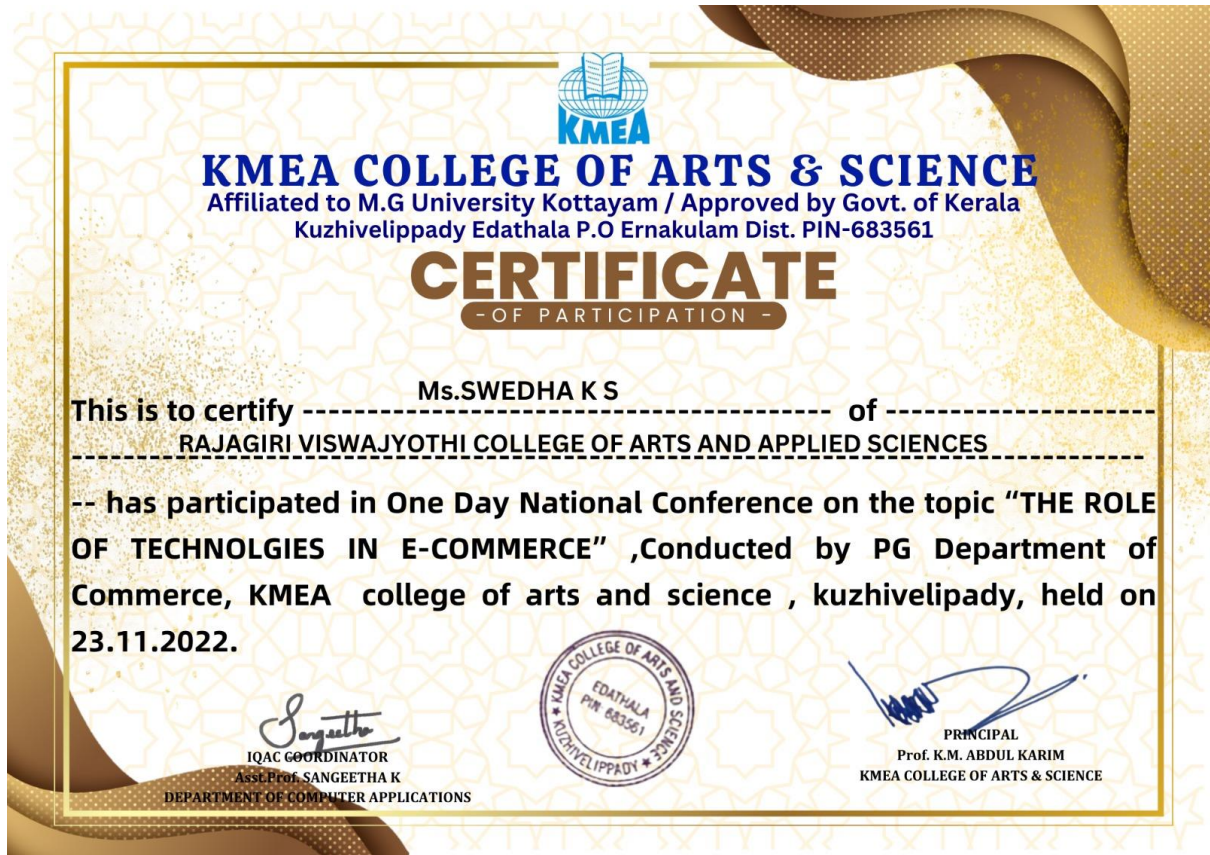 KMEA
KMEA COLLEGE OF ARTS & SCIENCE
Affiliated to M.G University Kottayam / Approved by Govt. of Kerala
Kuzhivelippady Edathala P.O Ernakulam Dist. PIN-683561
CERTIFICATE
- OF PARTICIPATION -
Ms.SWEDHA K S
This is to certify ----------------------------------------- of ---------------------
RAJAGIRI VISWAJYOTHI COLLEGE OF ARTS AND APPLIED SCIENCES
-- has participated in One Day National Conference on the topic “THE ROLE
OF TECHNOLGIES IN E-COMMERCE” ,Conducted by PG Department of
Commerce, KMEA college of arts and science , kuzhivelipady, held on
23.11.2022.
Sangeetha
IQAC COORDINATOR
Asst.Prof. SANGEETHA K
DEPARTMENT OF COMPUTER APPLICATIONS
KMEA COLLEGE OF ARTS AND SCIENCE
EDATHALA
PIN-683561
★ KUZHIVELIPPADY ★
PRINCIPAL
Prof. K.M. ABDUL KARIM
KMEA COLLEGE OF ARTS & SCIENCE